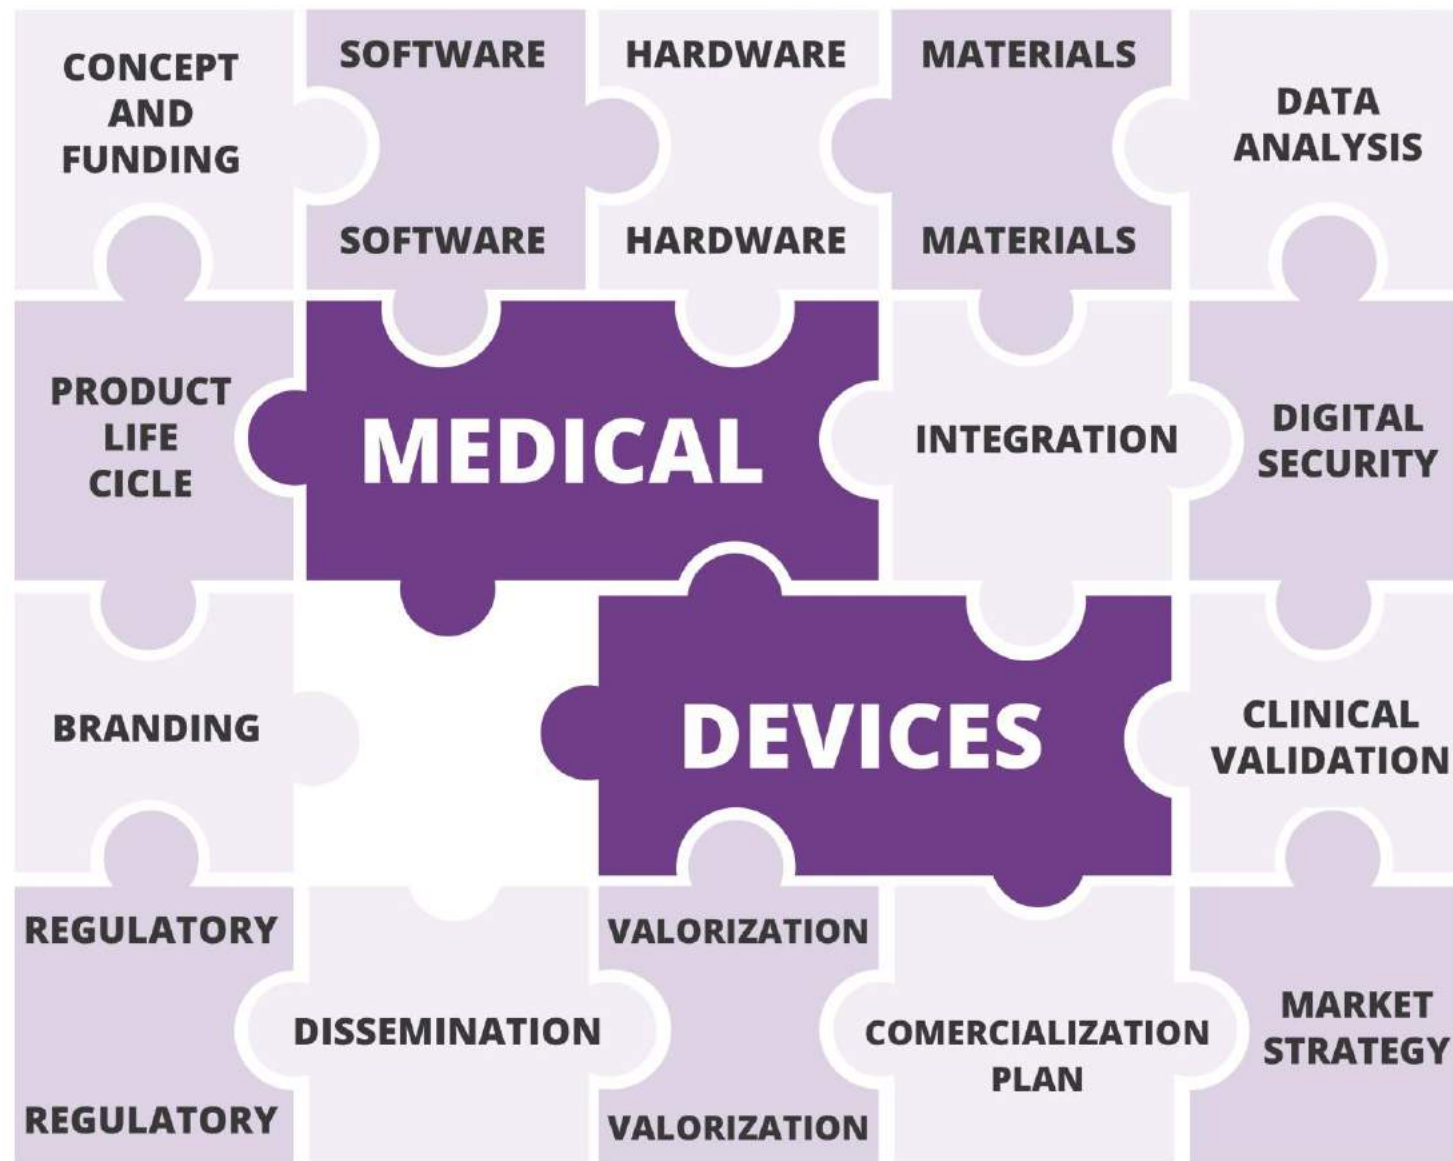 CONCEPT
AND
FUNDING
SOFTWARE
SOFTWARE
HARDWARE
HARDWARE
MATERIALS
MATERIALS
DATA
ANALYSIS
PRODUCT
LIFE
CICLE
MEDICAL
INTEGRATION
DIGITAL
SECURITY
BRANDING
DEVICES
CLINICAL
VALIDATION
REGULATORY
REGULATORY
DISSEMINATION
VALORIZATION
VALORIZATION
COMERCIALIZATION
PLAN
MARKET
STRATEGY